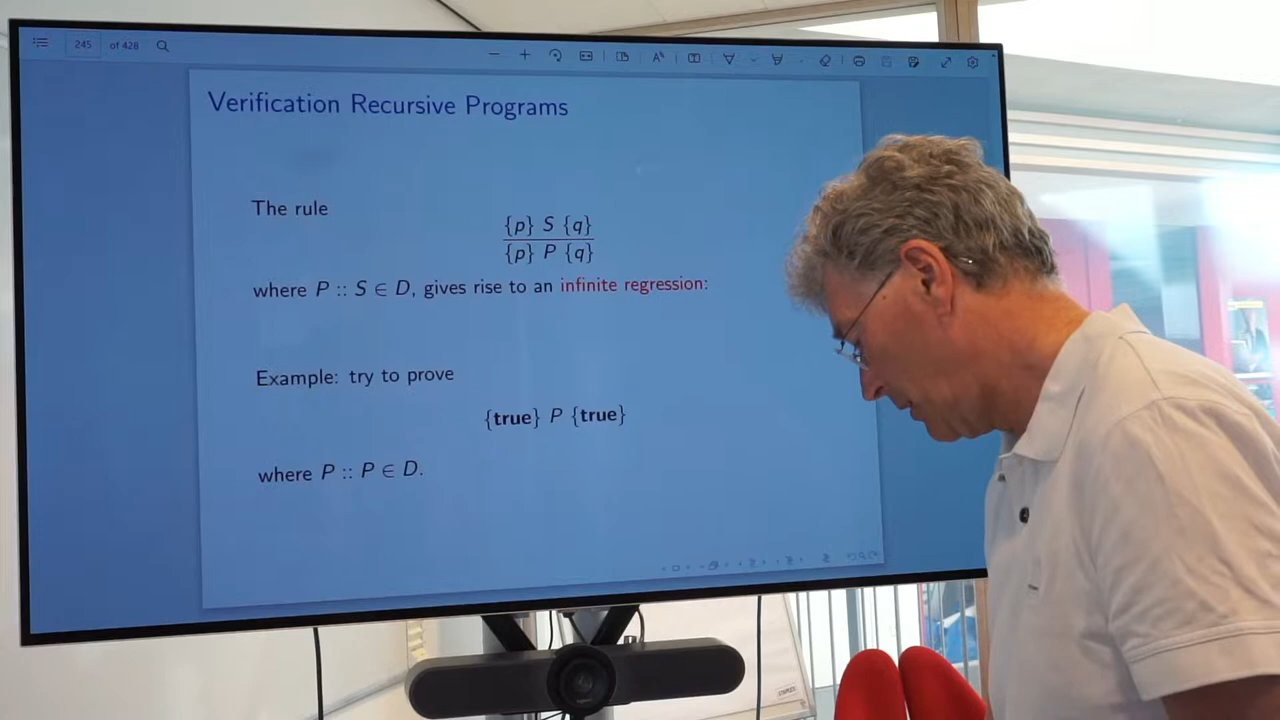 245 of 428
Verification Recursive Programs
The rule
{p} S {q}
{p} P {q}
where P :: S ∈ D, gives rise to an infinite regression:
Example: try to prove
{true} P {true}
where P :: P ∈ D.